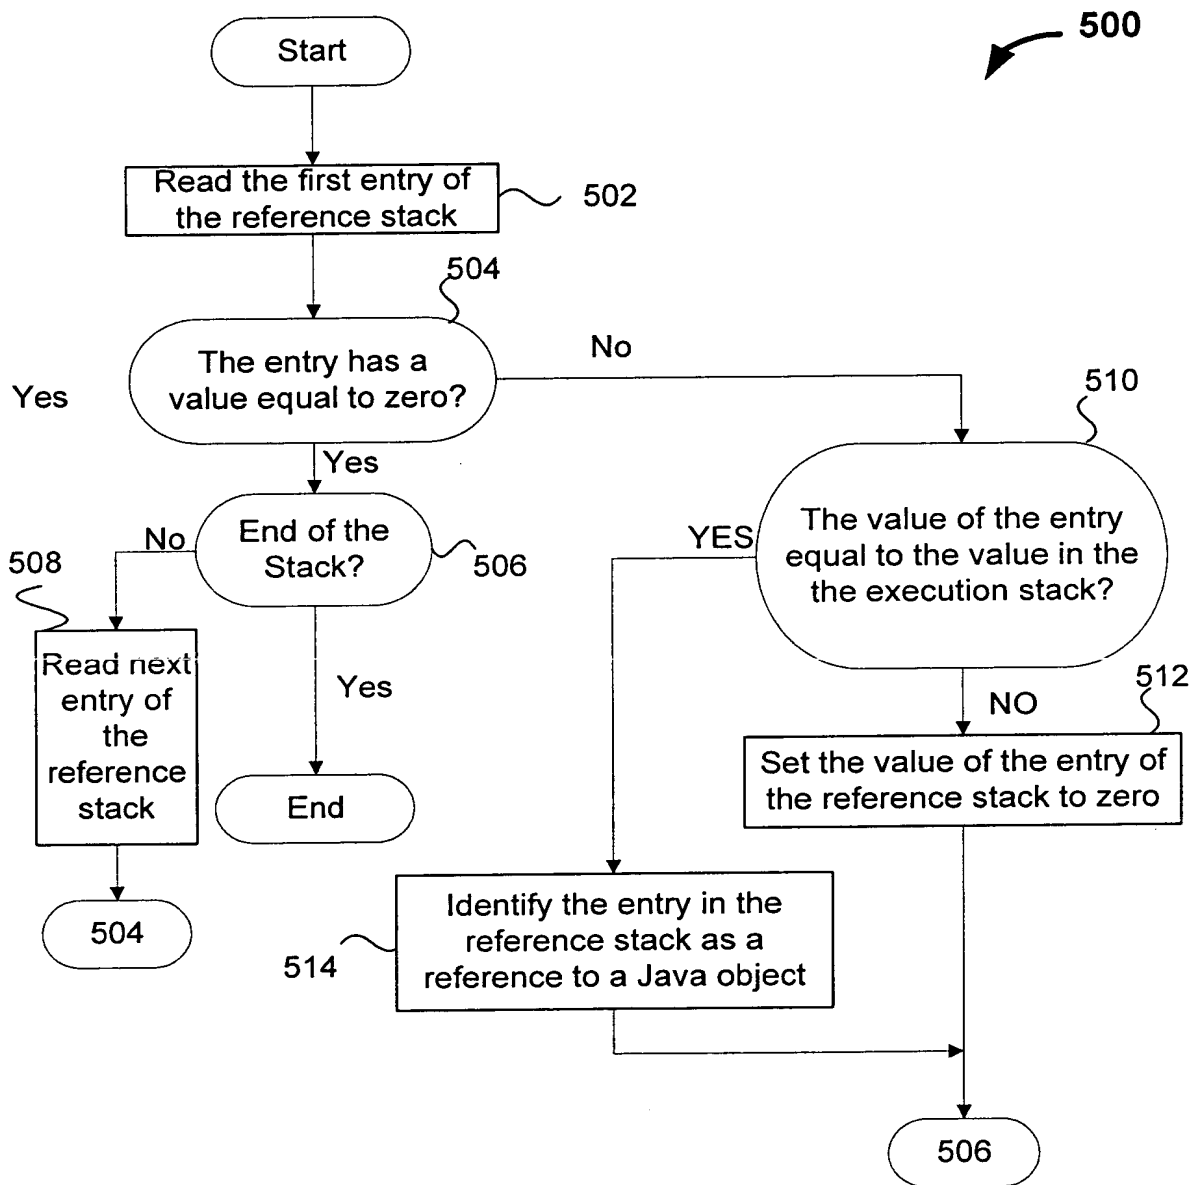 500
Start
Read the first entry of
the reference stack
502
504
The entry has a
value equal to zero?
No
Yes
510
Yes
End of the
Stack?
No
506
508
The value of the entry
equal to the value in the
the execution stack?
YES
Read next
entry of
the
reference
stack
Yes
NO
512
Set the value of the entry of
the reference stack to zero
End
Identify the entry in the
reference stack as a
reference to a Java object
514
504
506